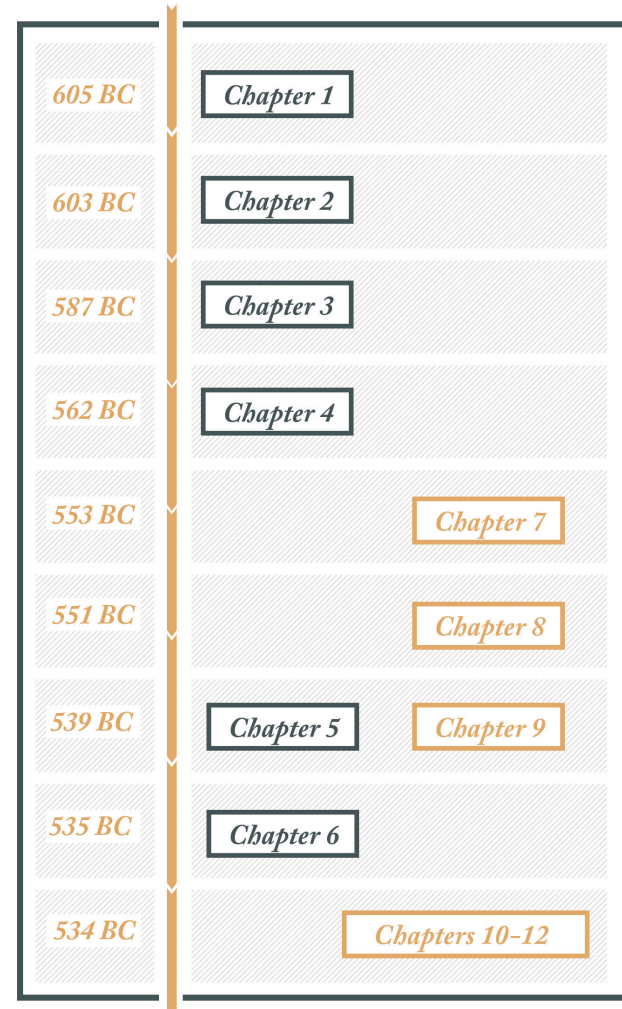 605 BC
Chapter 1
603 BC
Chapter 2
587 BC
Chapter 3
562 BC
Chapter 4
553 BC
Chapter 7
551 BC
Chapter 8
539 BC
Chapter 5
Chapter 9
535 BC
Chapter 6
534 BC
Chapters 10–12